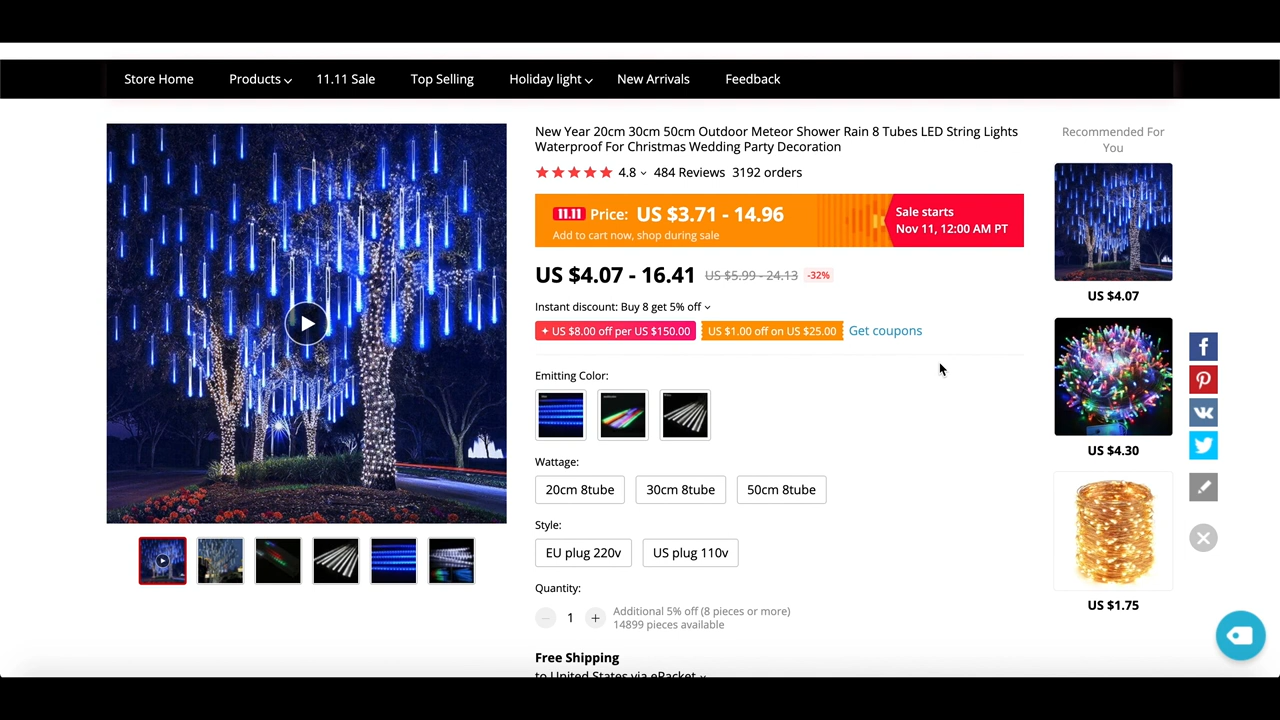 Store Home Products 11.11 Sale Top Selling Holiday light New Arrivals Feedback
New Year 20cm 30cm 50cm Outdoor Meteor Shower Rain 8 Tubes LED String Lights
Waterproof For Christmas Wedding Party Decoration
4.8 484 Reviews 3192 orders
11.11 Price: US $3.71 - 14.96
Add to cart now, shop during sale
Sale starts
Nov 11, 12:00 AM PT
US $4.07 - 16.41 US $5.99 - 24.13 -32%
Instant discount: Buy 8 get 5% off
+ US $8.00 off per US $150.00 US $1.00 off on US $25.00 Get coupons
Emitting Color:
Wattage:
20cm 8tube 30cm 8tube 50cm 8tube
Style:
EU plug 220v US plug 110v
Quantity:
− 1 +
Additional 5% off (8 pieces or more)
14899 pieces available
Free Shipping
to United States via ePacket
Recommended For
You
US $4.07
US $4.30
US $1.75